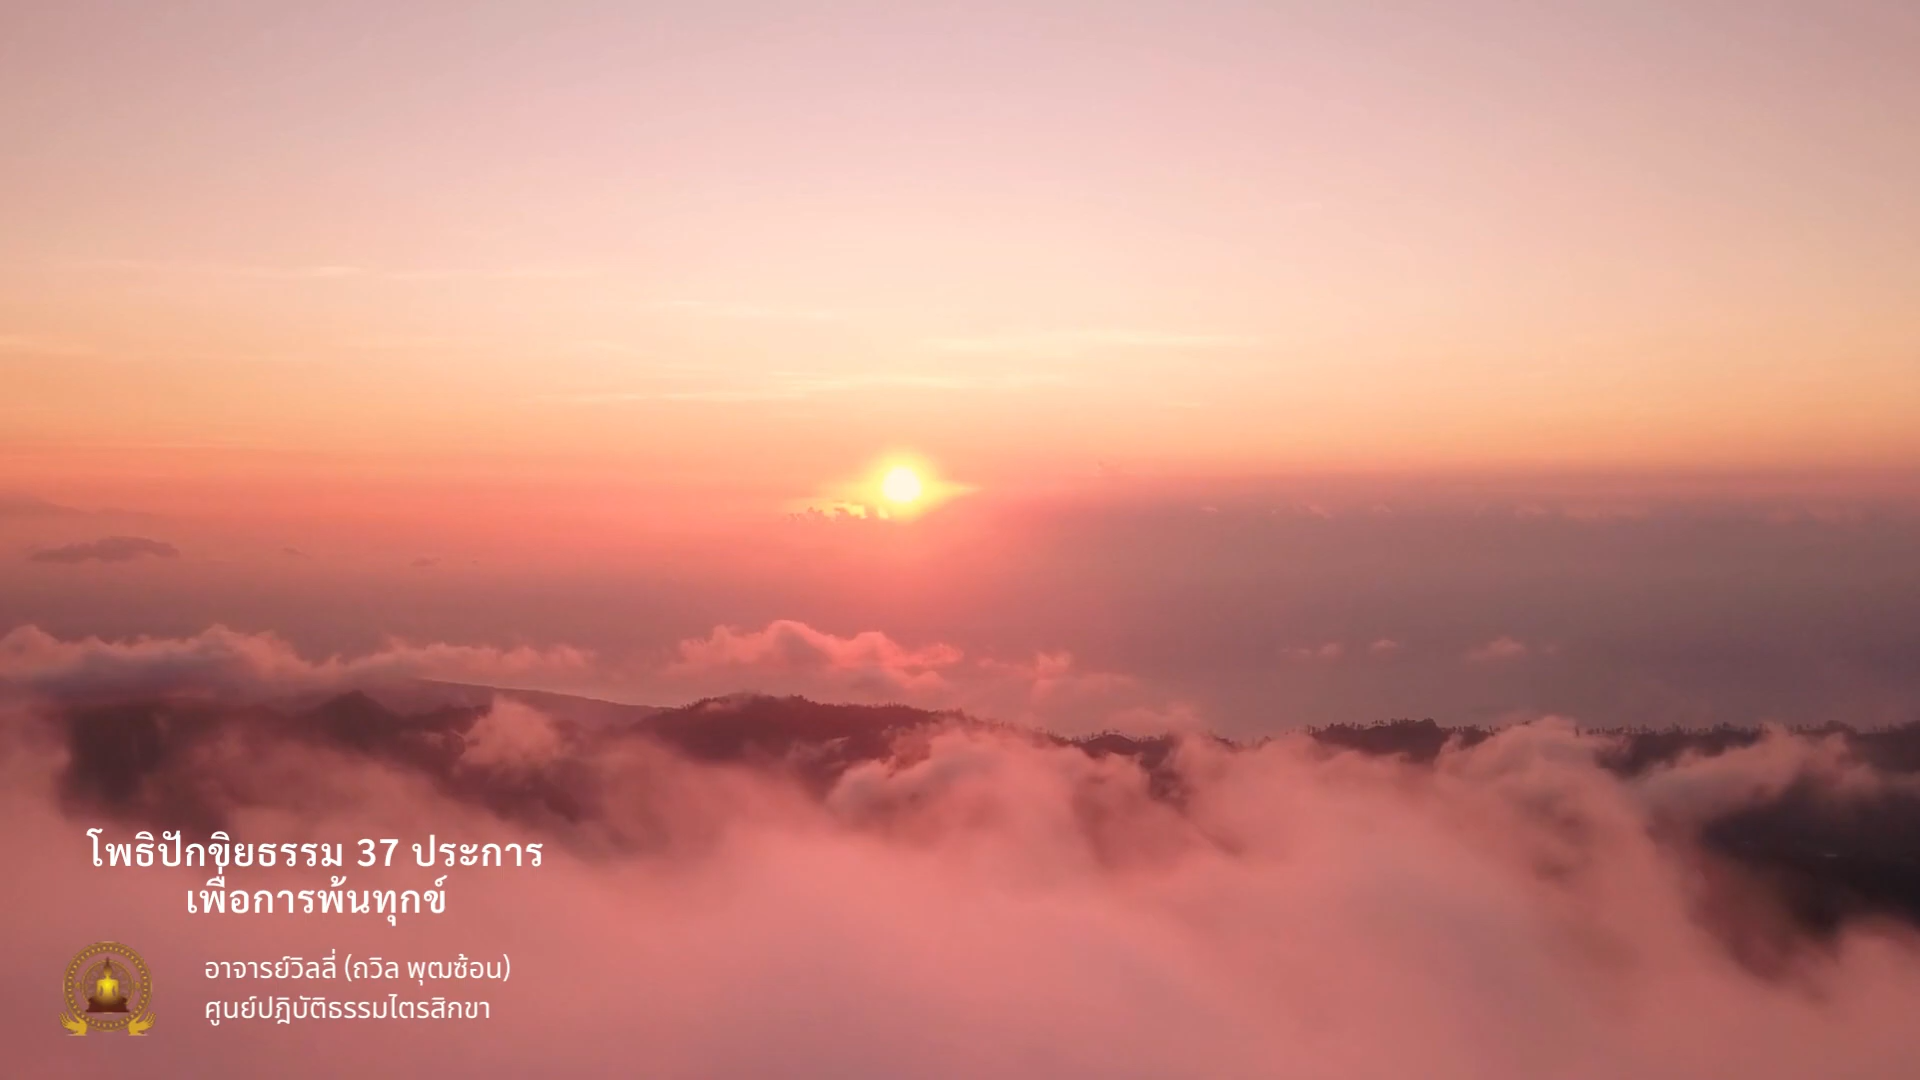 โพธิปักขิยธรรม 37 ประการ
เพื่อการพ้นทุกข์
อาจารย์วิลลี่ (ถวิล พุฒซ้อน)
ศูนย์ปฎิบัติธรรมไตรสิกขา